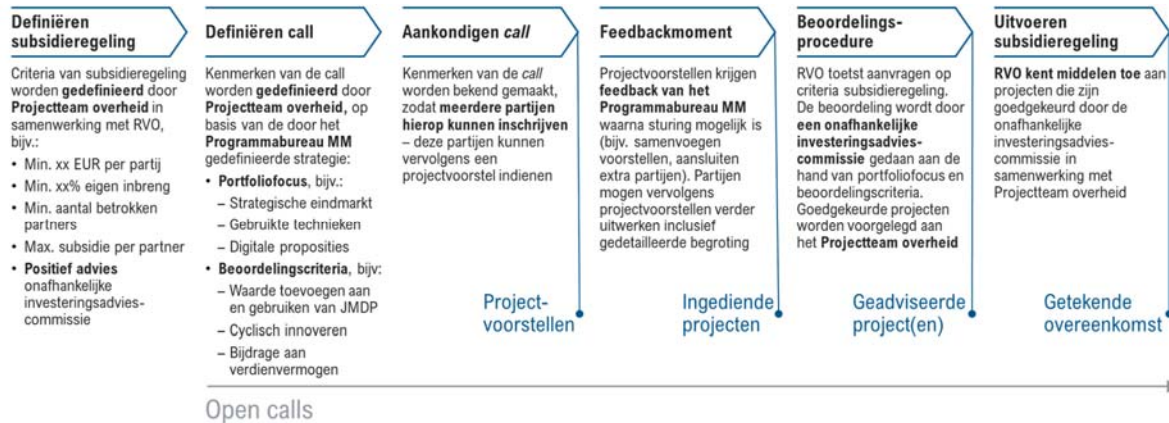 Definiëren
subsidieregeling
Criteria van subsidieregeling
worden gedefinieerd door
Projectteam overheid in
samenwerking met RVO,
bijv.:
• Min. xx EUR per partij
• Min. xx% eigen inbreng
• Min. aantal betrokken
partners
• Max. subsidie per partner
• Positief advies
onafhankelijke
investeringsadvies-
commissie
Definiëren call
Kenmerken van de call
worden gedefinieerd door
Projectteam overheid, op
basis van de door het
Programmabureau MM
gedefinieerde strategie:
• Portfoliofocus, bijv.:
– Strategische eindmarkt
– Gebruikte technieken
– Digitale proposities
• Beoordelingscriteria, bijv:
– Waarde toevoegen aan
en gebruiken van JMDP
– Cyclisch innoveren
– Bijdrage aan
verdienvermogen
Aankondigen call
Kenmerken van de call
worden bekend gemaakt,
zodat meerdere partijen
hierop kunnen inschrijven
– deze partijen kunnen
vervolgens een
projectvoorstel indienen
Project-
voorstellen
Feedbackmoment
Projectvoorstellen krijgen
feedback van het
Programmabureau MM
waarna sturing mogelijk is
(bijv. samenvoegen
voorstellen, aansluiten
extra partijen). Partijen
mogen vervolgens
projectvoorstellen verder
uitwerken inclusief
gedetailleerde begroting
Ingediende
projecten
Beoordelings-
procedure
RVO toetst aanvragen op
criteria subsidieregeling.
De beoordeling wordt door
een onafhankelijke
investeringsadvies-
commissie gedaan aan de
hand van portfoliofocus en
beoordelingscriteria.
Goedgekeurde projecten
worden voorgelegd aan
het Projectteam overheid
Geadviseerde
project(en)
Uitvoeren
subsidieregeling
RVO kent middelen toe aan
projecten die zijn
goedgekeurd door de
onafhankelijke
investeringsadvies-
commissie in
samenwerking met
Projectteam overheid
Getekende
overeenkomst
Open calls